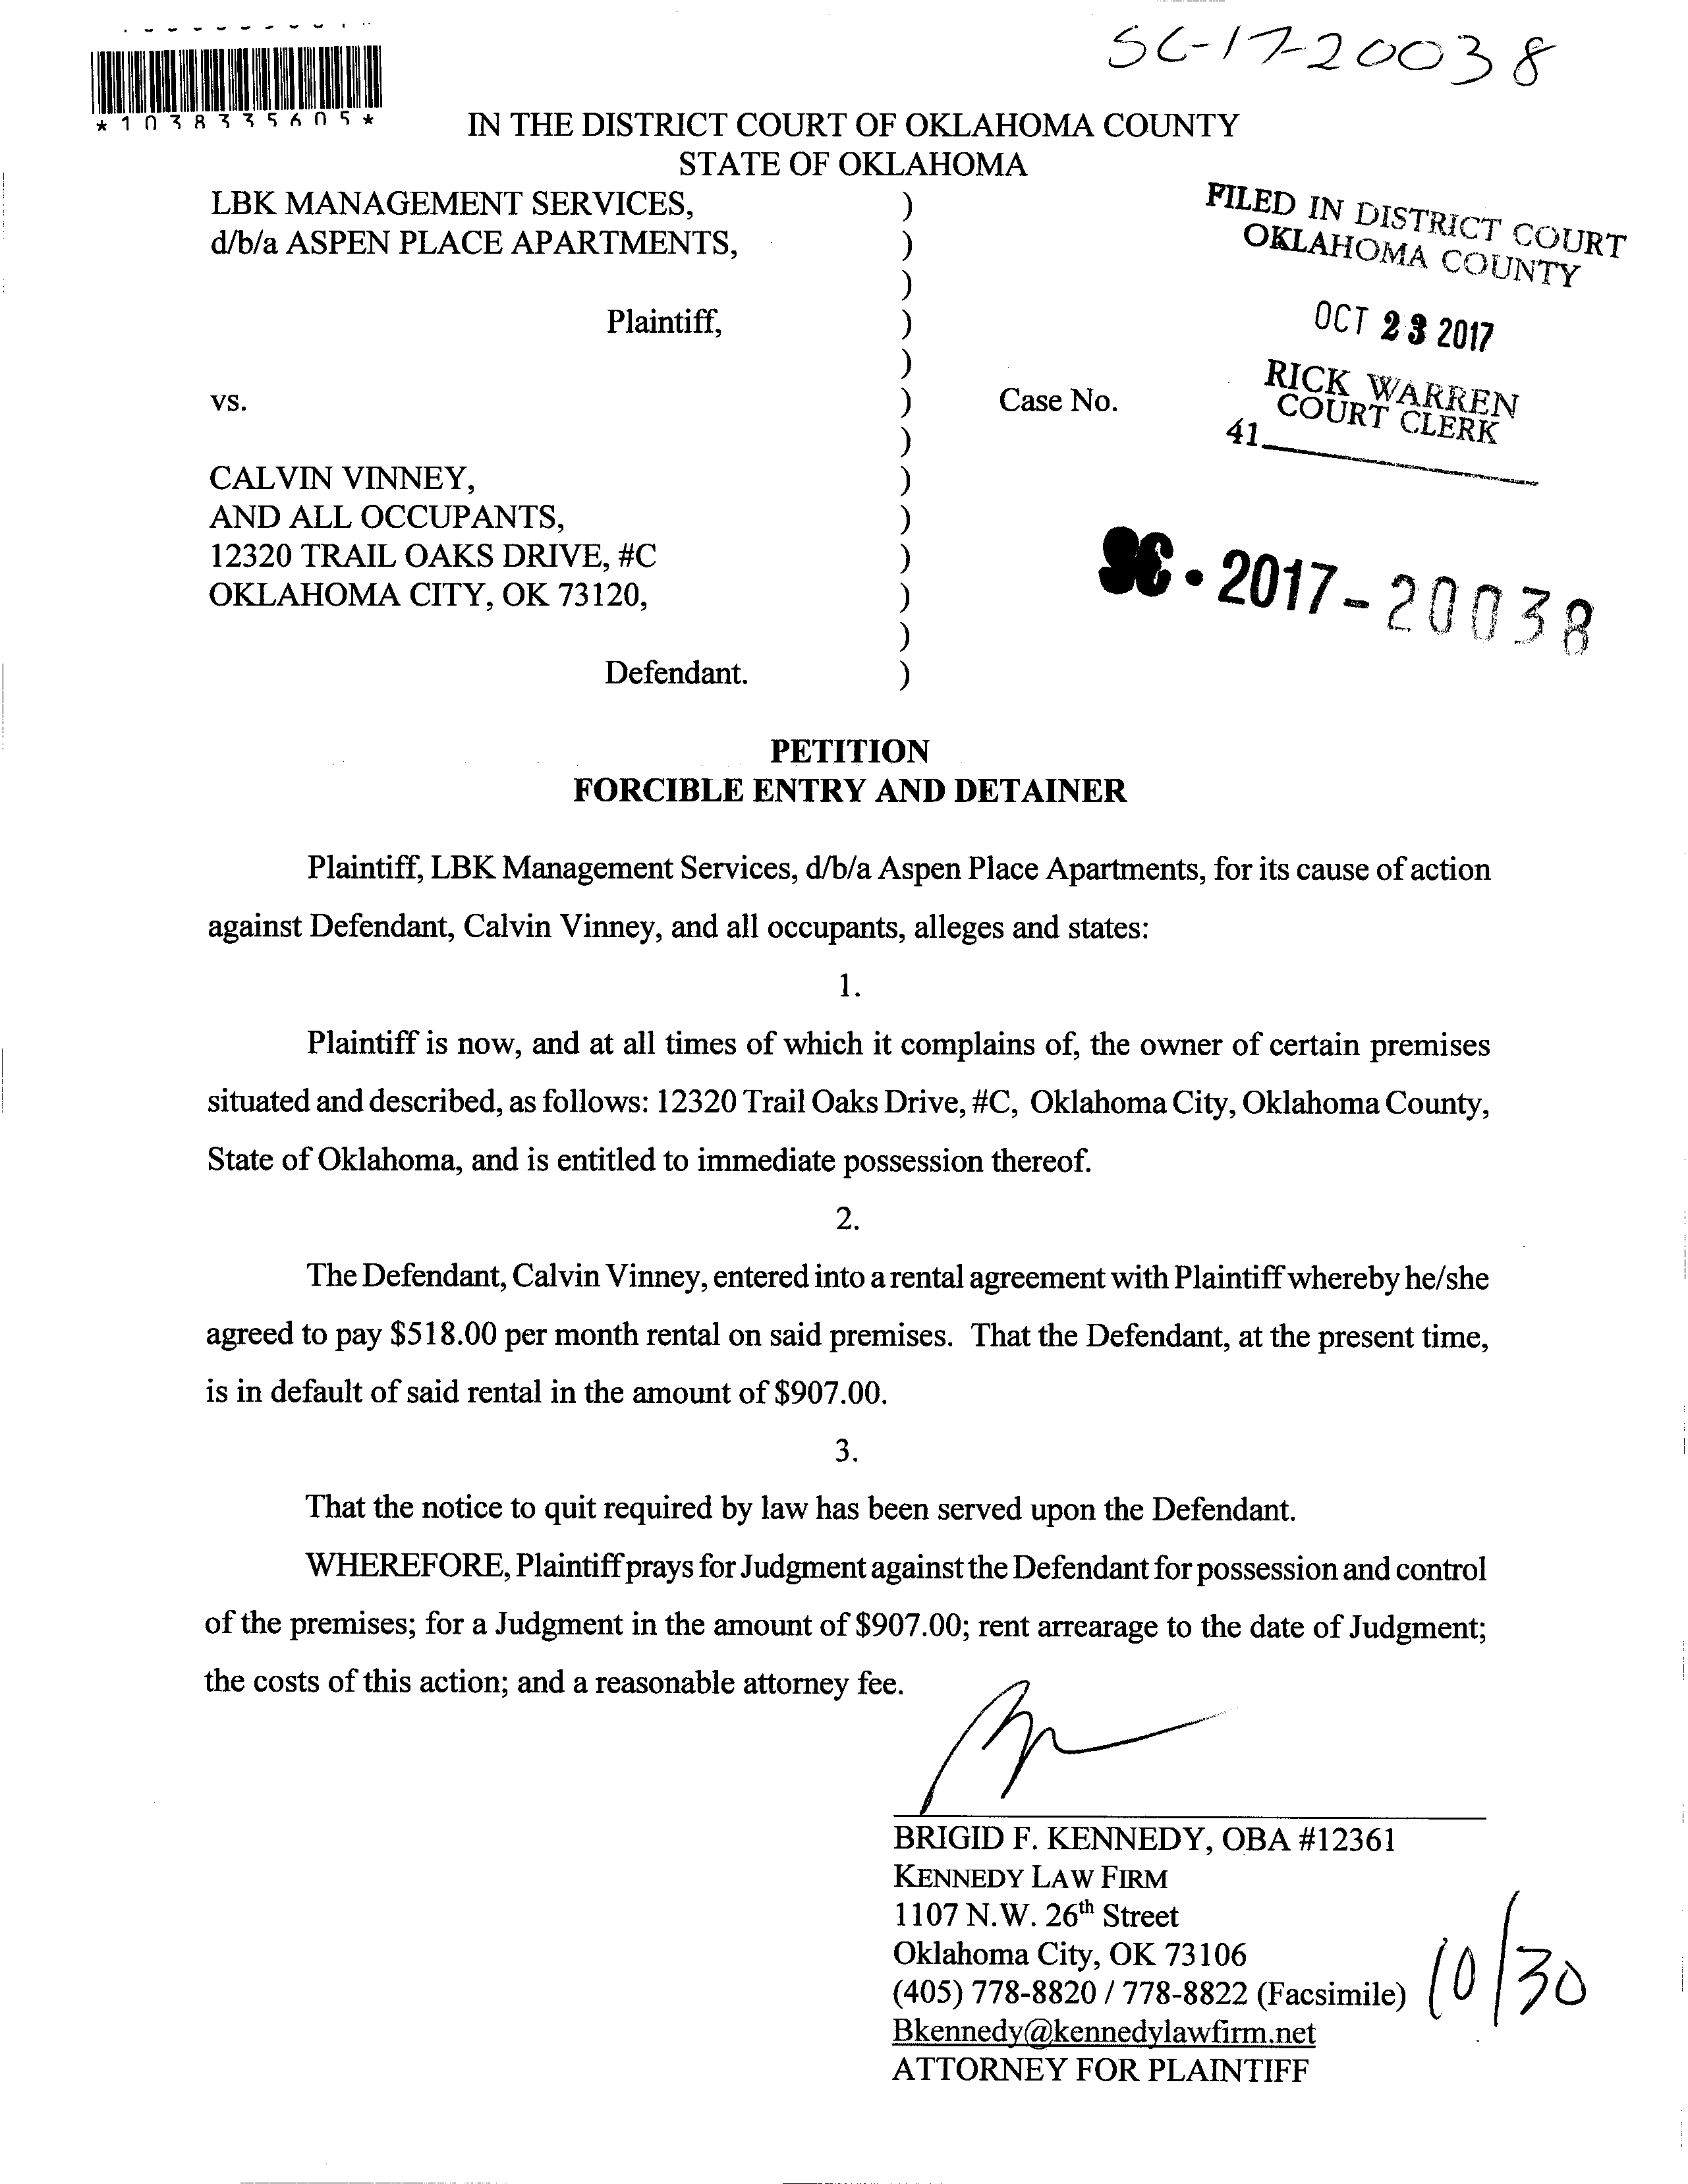 SC-17-20038
*1038335605*
IN THE DISTRICT COURT OF OKLAHOMA COUNTY
STATE OF OKLAHOMA
LBK MANAGEMENT SERVICES, )
d/b/a ASPEN PLACE APARTMENTS, )
)
Plaintiff, )
)
vs. ) Case No.
)
CALVIN VINNEY, )
AND ALL OCCUPANTS, )
12320 TRAIL OAKS DRIVE, #C )
OKLAHOMA CITY, OK 73120, )
)
Defendant. )
FILED IN DISTRICT COURT
OKLAHOMA COUNTY
OCT 23 2017
RICK WARREN
COURT CLERK
41
SC-2017-20038
PETITION
FORCIBLE ENTRY AND DETAINER
Plaintiff, LBK Management Services, d/b/a Aspen Place Apartments, for its cause of action
against Defendant, Calvin Vinney, and all occupants, alleges and states:
1.
Plaintiff is now, and at all times of which it complains of, the owner of certain premises
situated and described, as follows: 12320 Trail Oaks Drive, #C, Oklahoma City, Oklahoma County,
State of Oklahoma, and is entitled to immediate possession thereof.
2.
The Defendant, Calvin Vinney, entered into a rental agreement with Plaintiff whereby he/she
agreed to pay $518.00 per month rental on said premises. That the Defendant, at the present time,
is in default of said rental in the amount of $907.00.
3.
That the notice to quit required by law has been served upon the Defendant.
WHEREFORE, Plaintiff prays for Judgment against the Defendant for possession and control
of the premises; for a Judgment in the amount of $907.00; rent arrearage to the date of Judgment;
the costs of this action; and a reasonable attorney fee.
BRIGID F. KENNEDY, OBA #12361
KENNEDY LAW FIRM
1107 N.W. 26th Street
Oklahoma City, OK 73106
(405) 778-8820 / 778-8822 (Facsimile)
Bkennedy@kennedylawfirm.net
ATTORNEY FOR PLAINTIFF
10/30